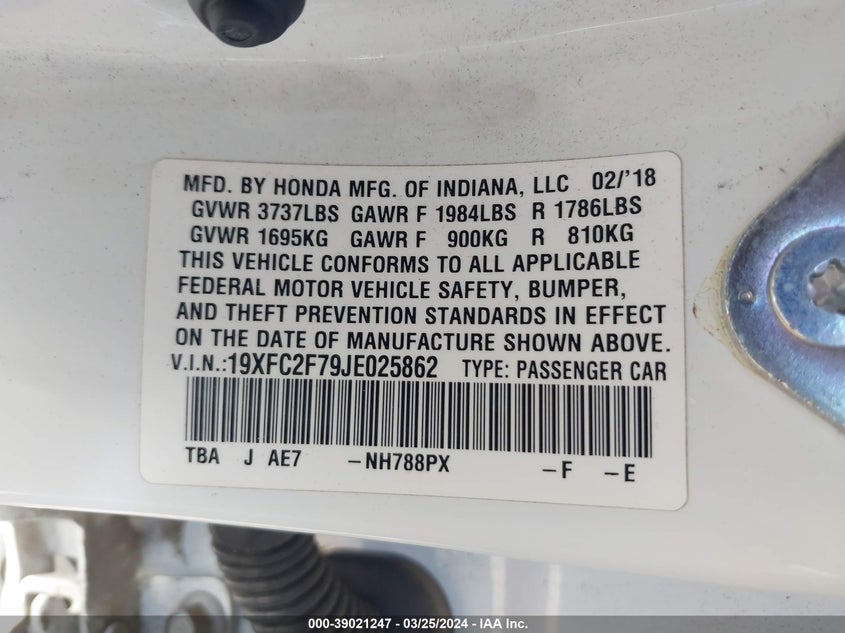 MFD. BY HONDA MFG. OF INDIANA, LLC 02/'18
GVWR 3737LBS GAWR F 1984LBS R 1786LBS
GVWR 1695KG GAWR F 900KG R 810KG
THIS VEHICLE CONFORMS TO ALL APPLICABLE
FEDERAL MOTOR VEHICLE SAFETY, BUMPER,
AND THEFT PREVENTION STANDARDS IN EFFECT
ON THE DATE OF MANUFACTURE SHOWN ABOVE.
V.I.N.:19XFC2F79JE025862 TYPE: PASSENGER CAR
TBA J AE7 -NH788PX -F -E
000-39021247 - 03/25/2024 - IAA Inc.